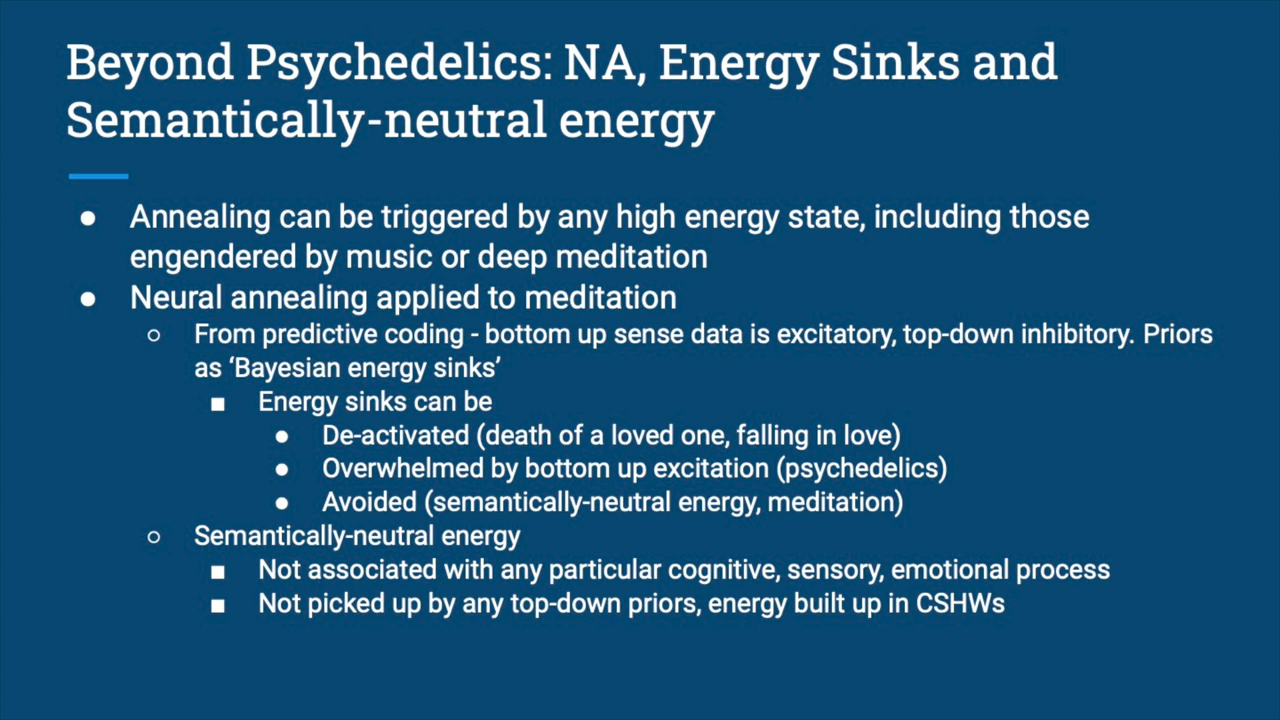 Beyond Psychedelics: NA, Energy Sinks and
Semantically-neutral energy
● Annealing can be triggered by any high energy state, including those
engendered by music or deep meditation
● Neural annealing applied to meditation
○ From predictive coding - bottom up sense data is excitatory, top-down inhibitory. Priors
as ‘Bayesian energy sinks’
■ Energy sinks can be
● De-activated (death of a loved one, falling in love)
● Overwhelmed by bottom up excitation (psychedelics)
● Avoided (semantically-neutral energy, meditation)
○ Semantically-neutral energy
■ Not associated with any particular cognitive, sensory, emotional process
■ Not picked up by any top-down priors, energy built up in CSHWs